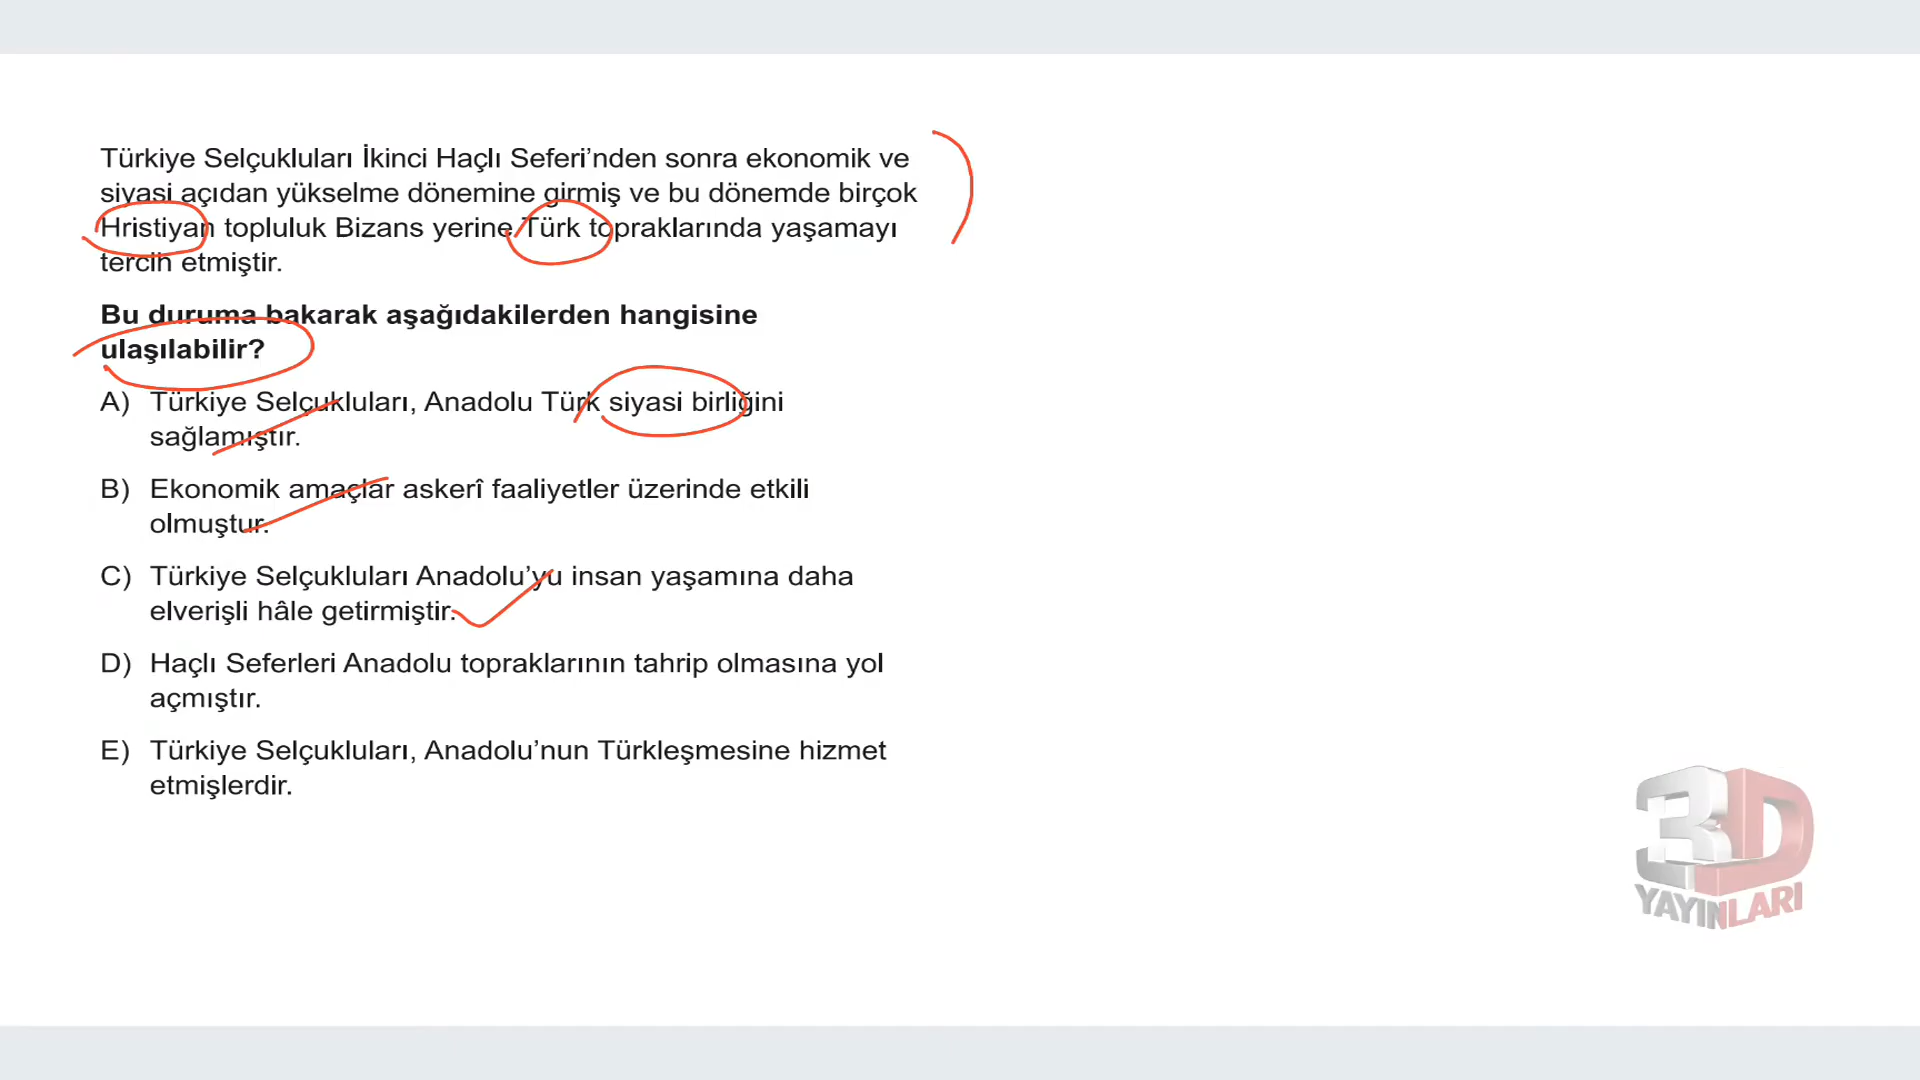 Türkiye Selçukluları İkinci Haçlı Seferi’nden sonra ekonomik ve
siyasi açıdan yükselme dönemine girmiş ve bu dönemde birçok
Hristiyan topluluk Bizans yerine Türk topraklarında yaşamayı
tercih etmiştir.
Bu duruma bakarak aşağıdakilerden hangisine
ulaşılabilir?
A) Türkiye Selçukluları, Anadolu Türk siyasi birliğini
sağlamıştır.
B) Ekonomik amaçlar askerî faaliyetler üzerinde etkili
olmuştur.
C) Türkiye Selçukluları Anadolu’yu insan yaşamına daha
elverişli hâle getirmiştir.
D) Haçlı Seferleri Anadolu topraklarının tahrip olmasına yol
açmıştır.
E) Türkiye Selçukluları, Anadolu’nun Türkleşmesine hizmet
etmişlerdir.
3D
YAYINLARI